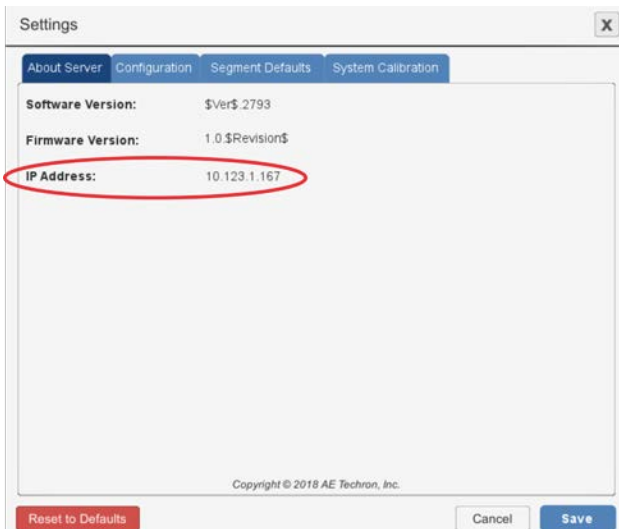 Settings
X
About Server Configuration Segment Defaults System Calibration
Software Version: $Ver$.2793
Firmware Version: 1.0.$Revision$
IP Address: 10.123.1.167
Copyright © 2018 AE Techron, Inc.
Reset to Defaults Cancel Save